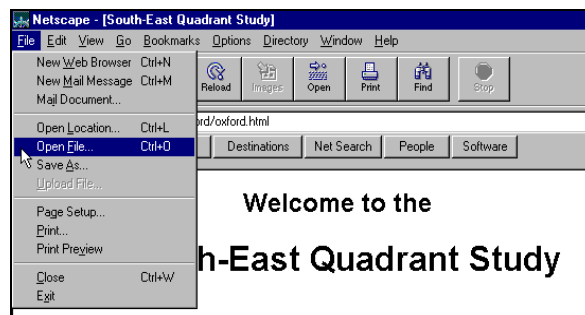 Netscape - [South-East Quadrant Study]
File Edit View Go Bookmarks Options Directory Window Help
New Web Browser Ctrl+N
New Mail Message Ctrl+M
Mail Document...
Open Location... Ctrl+L
Open File... Ctrl+O
Save As...
Upload File...
Page Setup...
Print...
Print Preview
Close Ctrl+W
Exit
Reload Images Open Print Find Stop
rd/oxford.html
Destinations Net Search People Software
Welcome to the
h-East Quadrant Study